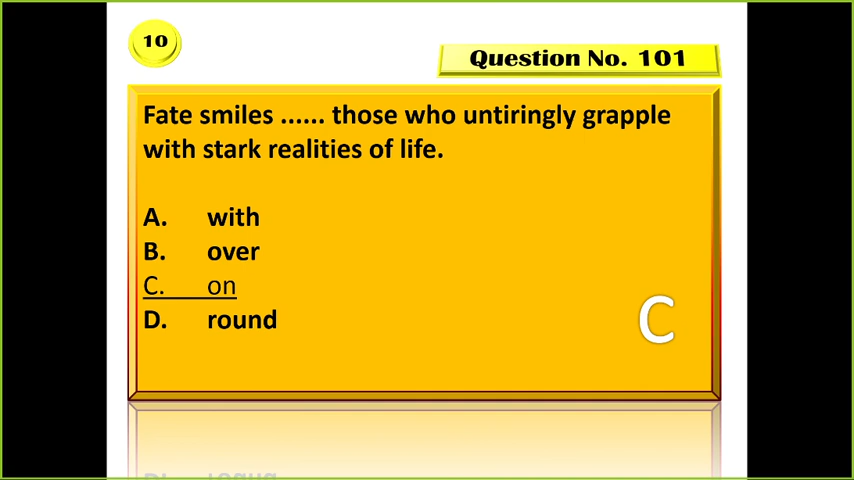 10
Question No. 101
Fate smiles ...... those who untiringly grapple
with stark realities of life.
A. with
B. over
C. on
D. round
C